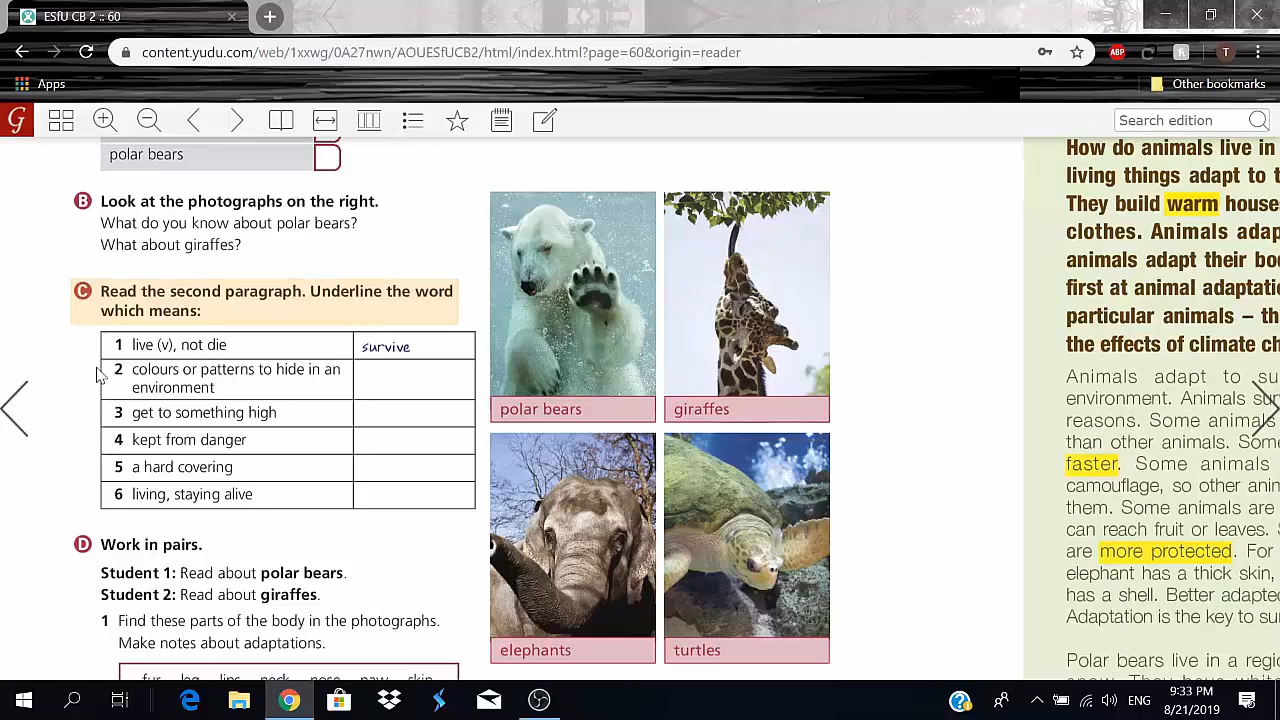 ESfU CB 2 :: 60
content.yudu.com/web/1xxwg/0A27nwn/AOUESfUCB2/html/index.html?page=60&origin=reader
ABP
T
Apps
Other bookmarks
G
Search edition
polar bears
B Look at the photographs on the right.
What do you know about polar bears?
What about giraffes?
C Read the second paragraph. Underline the word
which means:
1 live (v), not die
survive
2 colours or patterns to hide in an
environment
3 get to something high
4 kept from danger
5 a hard covering
6 living, staying alive
D Work in pairs.
Student 1: Read about polar bears.
Student 2: Read about giraffes.
1 Find these parts of the body in the photographs.
Make notes about adaptations.
fur leg lips neck nose paw skin
polar bears
giraffes
elephants
turtles
How do animals live in
living things adapt to
They build warm house
clothes. Animals adap
animals adapt their bo
first at animal adaptati
particular animals – th
the effects of climate ch
Animals adapt to su
environment. Animals sur
reasons. Some animals
than other animals. Som
faster. Some animals
camouflage, so other anim
them. Some animals are
can reach fruit or leaves.
are more protected. For
elephant has a thick skin,
has a shell. Better adapte
Adaptation is the key to su
Polar bears live in a regi
ENG
9:33 PM
8/21/2019